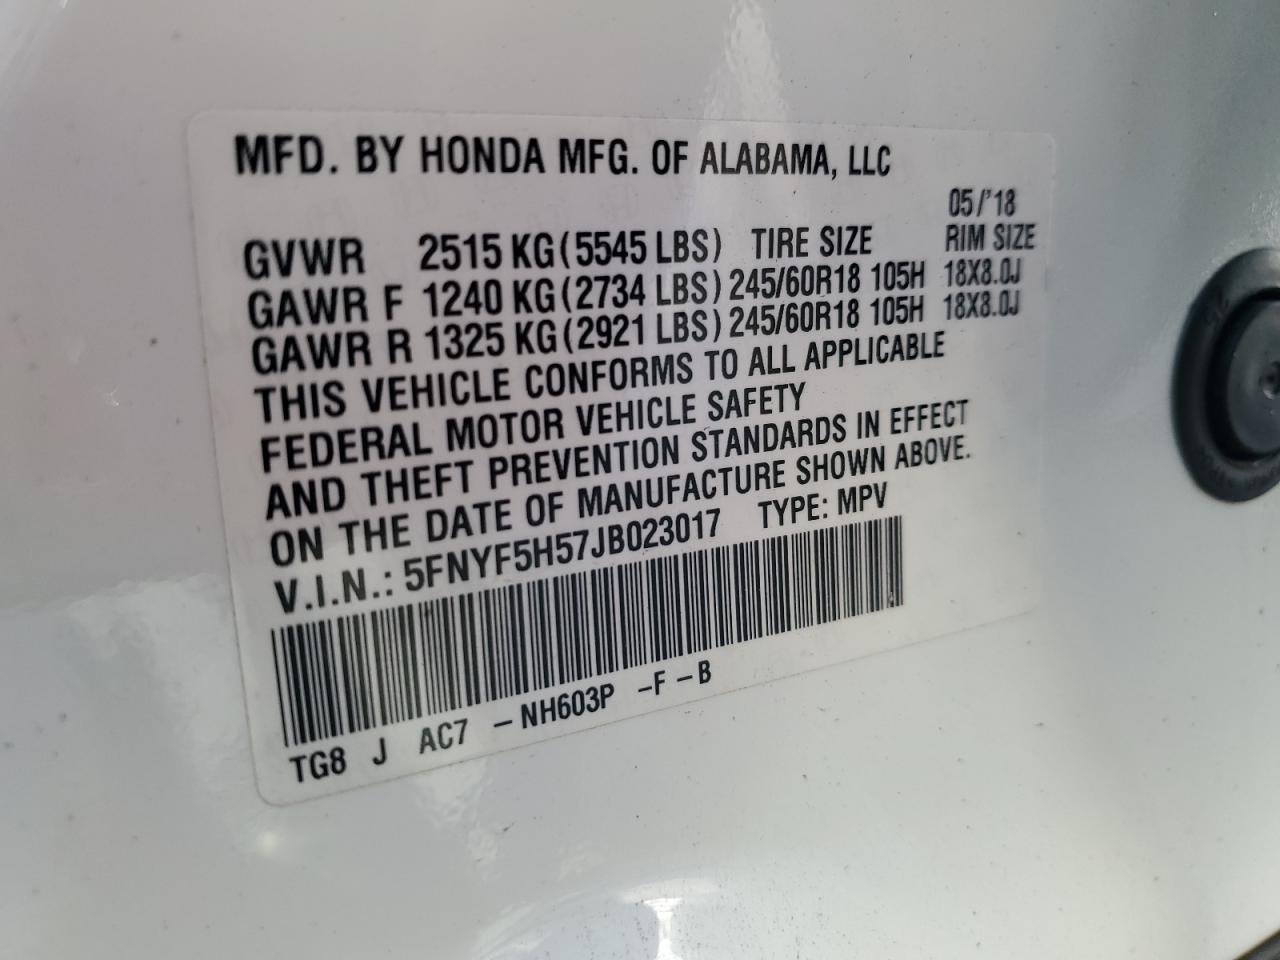 MFD. BY HONDA MFG. OF ALABAMA, LLC
05/'18
GVWR 2515 KG(5545 LBS) TIRE SIZE RIM SIZE
GAWR F 1240 KG(2734 LBS) 245/60R18 105H 18X8.0J
GAWR R 1325 KG(2921 LBS) 245/60R18 105H 18X8.0J
THIS VEHICLE CONFORMS TO ALL APPLICABLE
FEDERAL MOTOR VEHICLE SAFETY
AND THEFT PREVENTION STANDARDS IN EFFECT
ON THE DATE OF MANUFACTURE SHOWN ABOVE.
V.I.N.: 5FNYF5H57JB023017 TYPE: MPV
TG8 J AC7 -NH603P -F-B